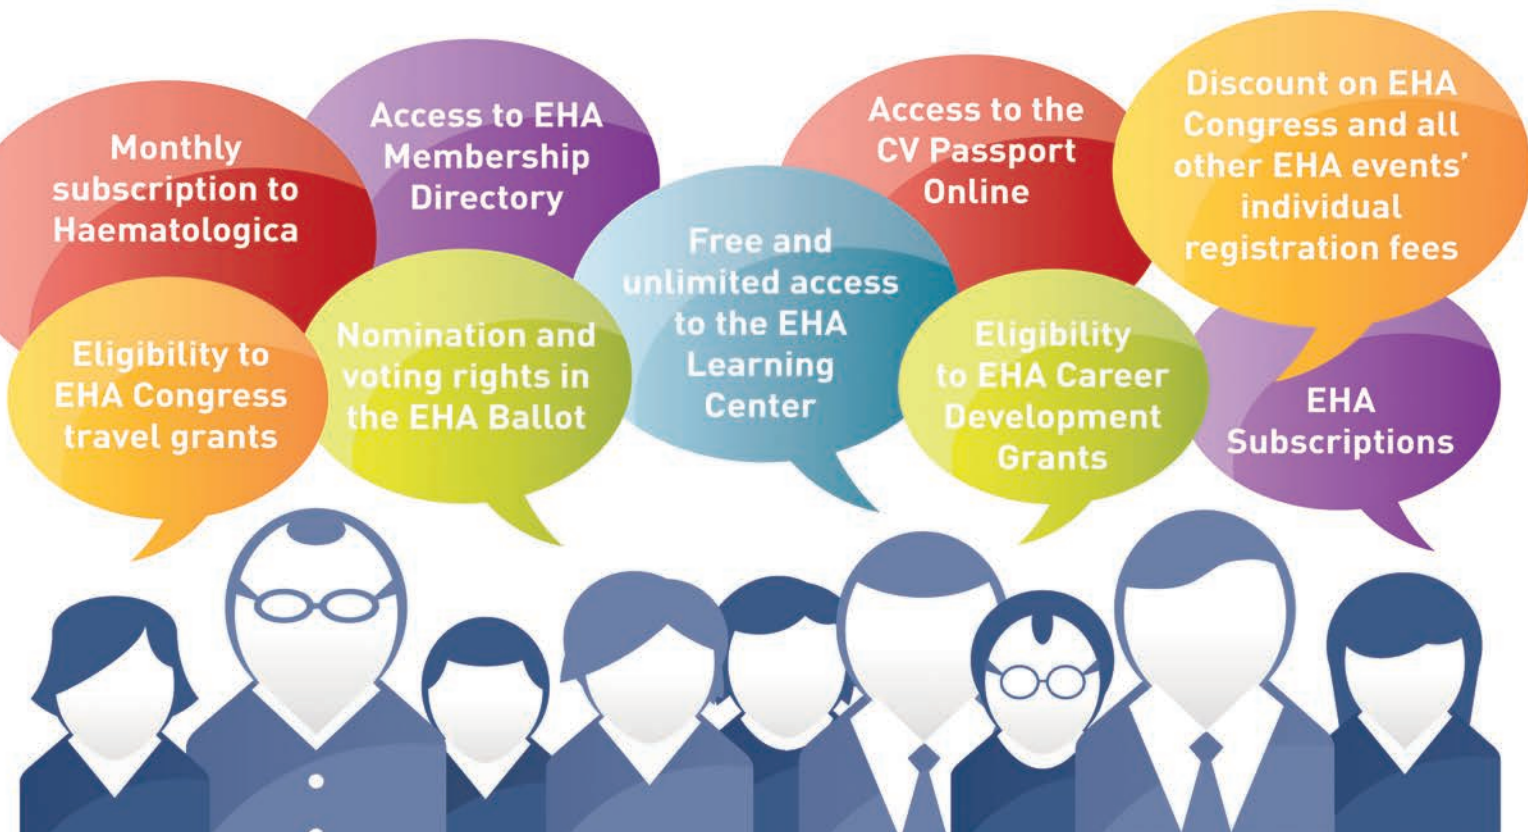 Monthly
subscription to
Haematologica
Access to EHA
Membership
Directory
Access to the
CV Passport
Online
Discount on EHA
Congress and all
other EHA events’
individual
registration fees
Eligibility to
EHA Congress
travel grants
Nomination and
voting rights in
the EHA Ballot
Free and
unlimited access
to the EHA
Learning
Center
Eligibility
to EHA Career
Development
Grants
EHA
Subscriptions